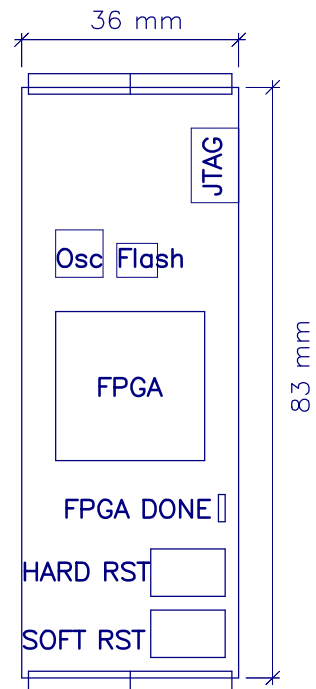 36 mm
JTAG
Osc Flash
FPGA
83 mm
FPGA DONE
HARD RST
SOFT RST